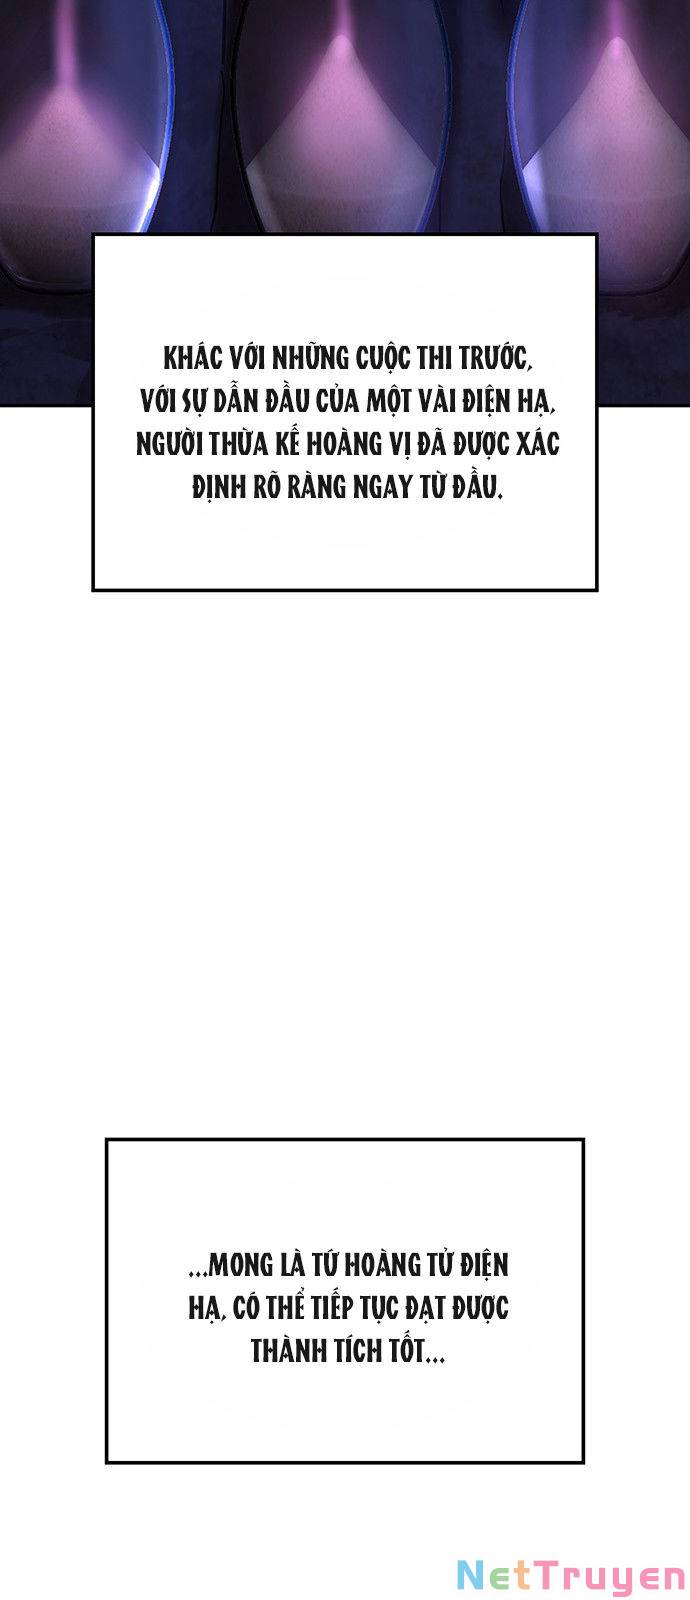 KHÁC VỚI NHỮNG CUỘC THI TRƯỚC,
VỚI SỰ DẪN ĐẦU CỦA MỘT VÀI ĐIỆN HẠ,
NGƯỜI THỪA KẾ HOÀNG VỊ ĐÃ ĐƯỢC XÁC
ĐỊNH RÕ RÀNG NGAY TỪ ĐẦU.
...MONG LÀ TỨ HOÀNG TỬ ĐIỆN
HẠ, CÓ THỂ TIẾP TỤC ĐẠT ĐƯỢC
THÀNH TÍCH TỐT...
NetTruyen